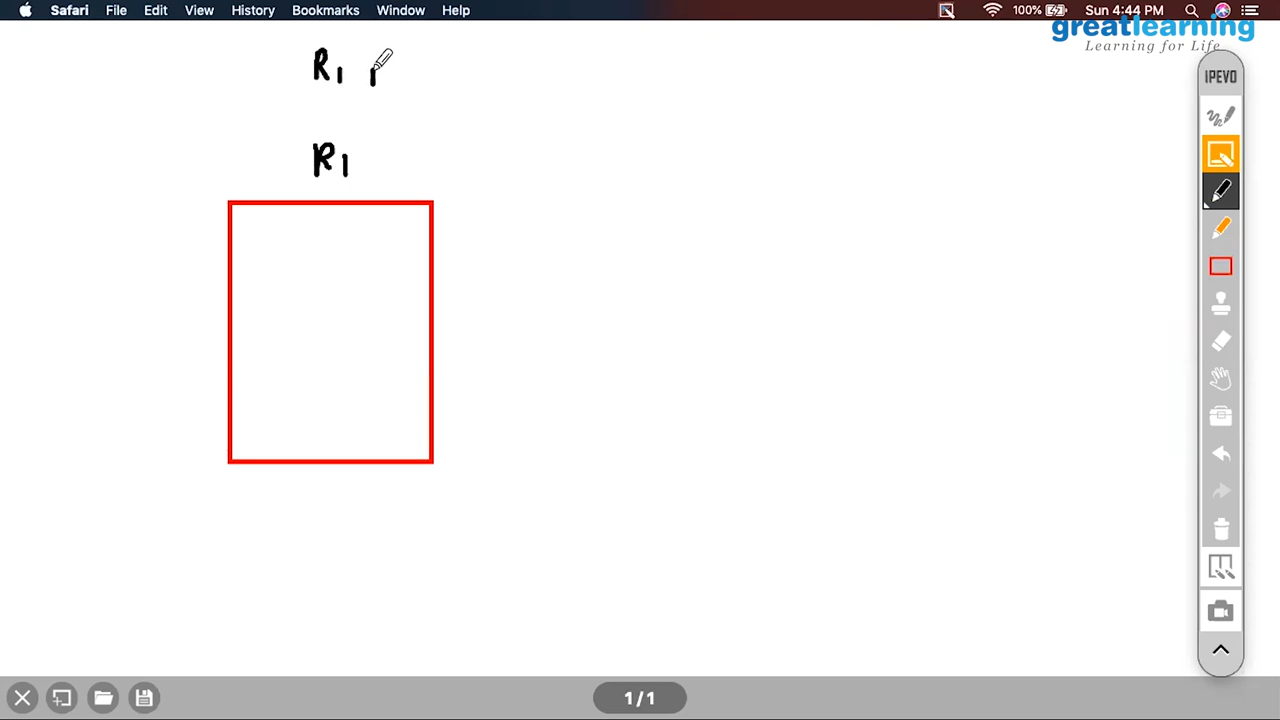 Safari File Edit View History Bookmarks Window Help 100% Sun 4:44 PM
greatlearning
Learning for Life
IPEVO
R1
R1
1/1